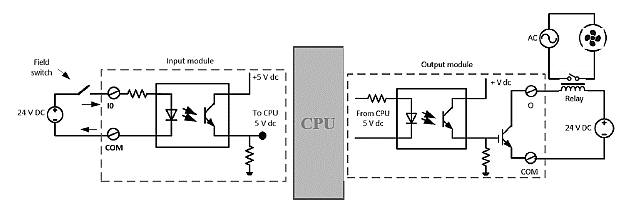 Field
switch
Input module
+5 V dc
I0
24 V DC
To CPU
5 V dc
COM
CPU
Output module
+ V dc
From CPU
5 V dc
O
COM
AC
Relay
24 V DC